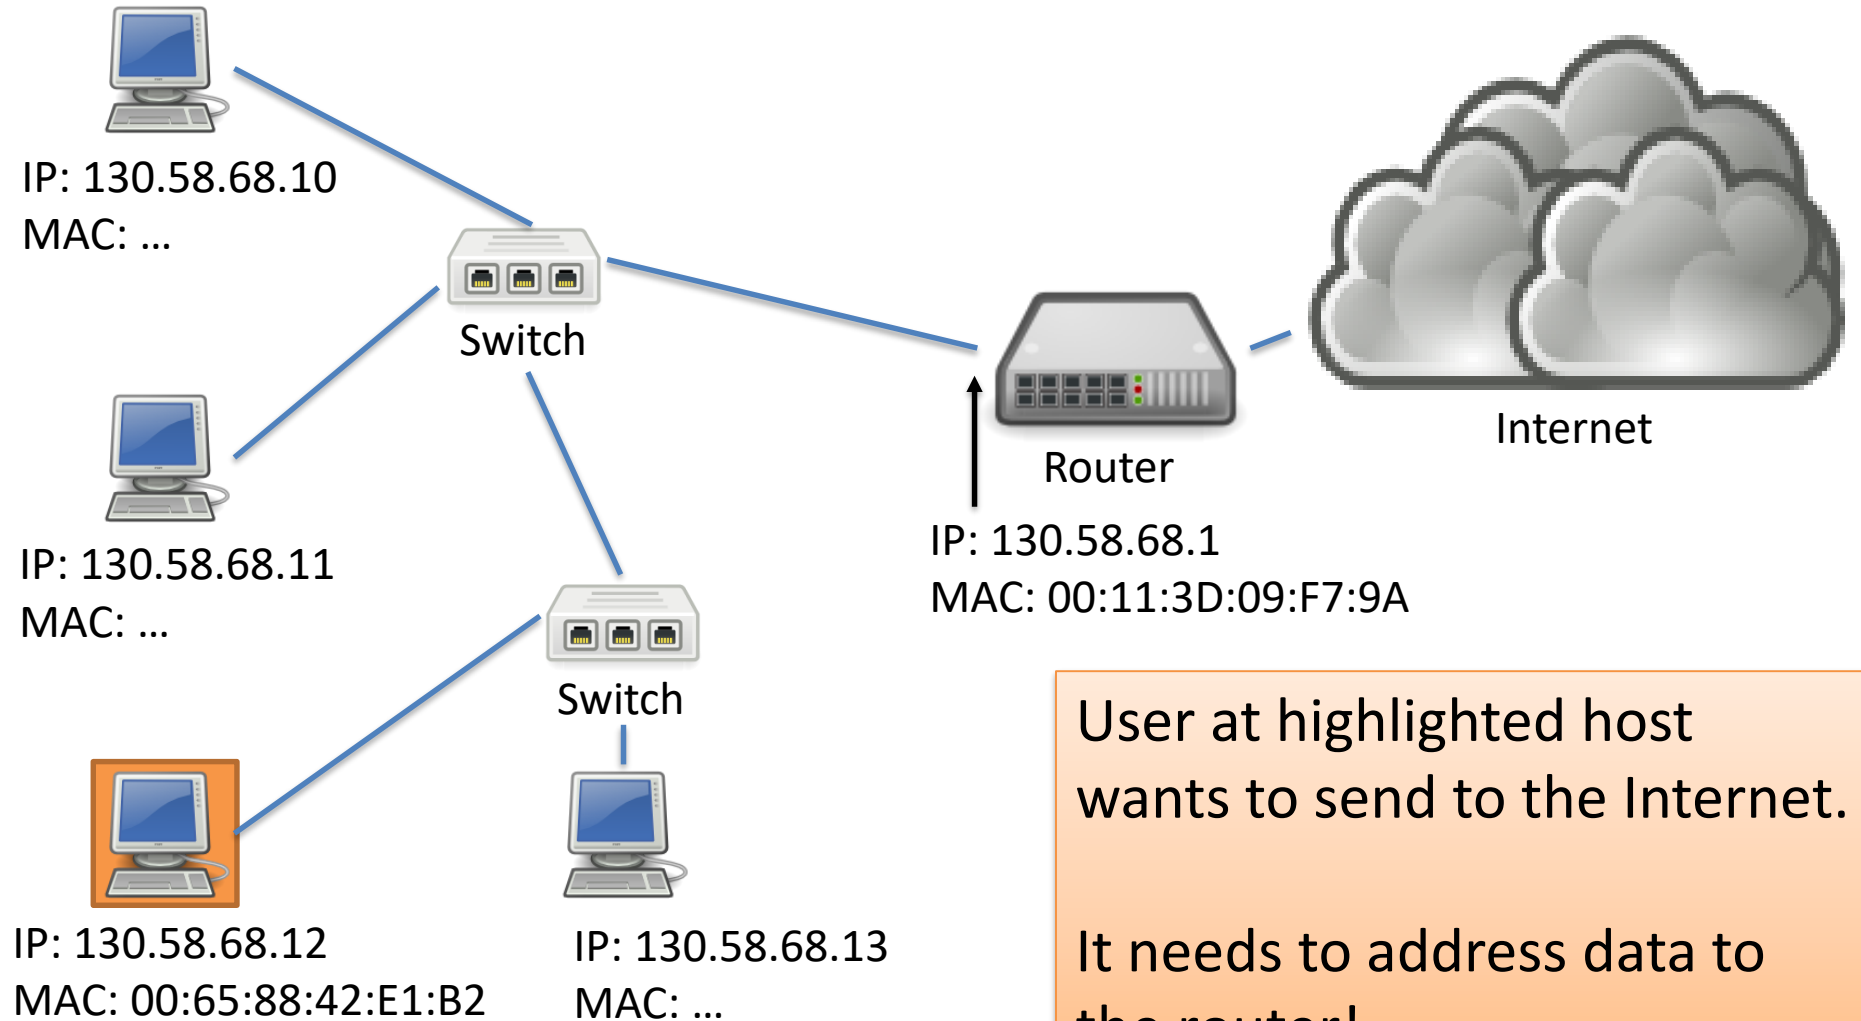 IP: 130.58.68.10
MAC: ...
Switch
Internet
Router
IP: 130.58.68.1
MAC: 00:11:3D:09:F7:9A
IP: 130.58.68.11
MAC: ...
Switch
User at highlighted host
wants to send to the Internet.
It needs to address data to
the router!
IP: 130.58.68.12
MAC: 00:65:88:42:E1:B2
IP: 130.58.68.13
MAC: ...